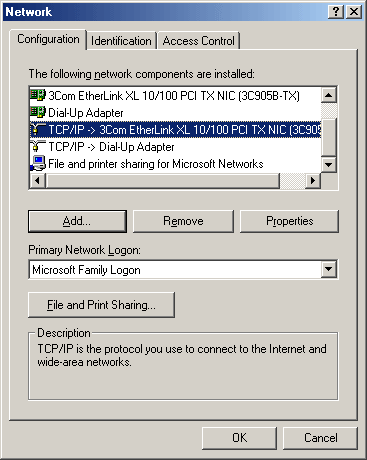 Network
Configuration Identification Access Control
The following network components are installed:
3Com EtherLink XL 10/100 PCI TX NIC (3C905B-TX)
Dial-Up Adapter
TCP/IP -> 3Com EtherLink XL 10/100 PCI TX NIC (3C905
TCP/IP -> Dial-Up Adapter
File and printer sharing for Microsoft Networks
Add... Remove Properties
Primary Network Logon:
Microsoft Family Logon
File and Print Sharing...
Description
TCP/IP is the protocol you use to connect to the Internet and
wide-area networks.
OK Cancel